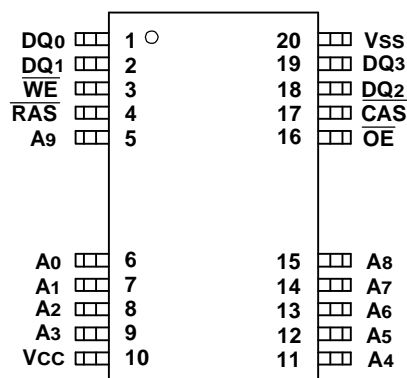 DQ0 1 20 VSS
DQ1 2 19 DQ3
WE 3 18 DQ2
RAS 4 17 CAS
A9 5 16 OE
A0 6 15 A8
A1 7 14 A7
A2 8 13 A6
A3 9 12 A5
VCC 10 11 A4